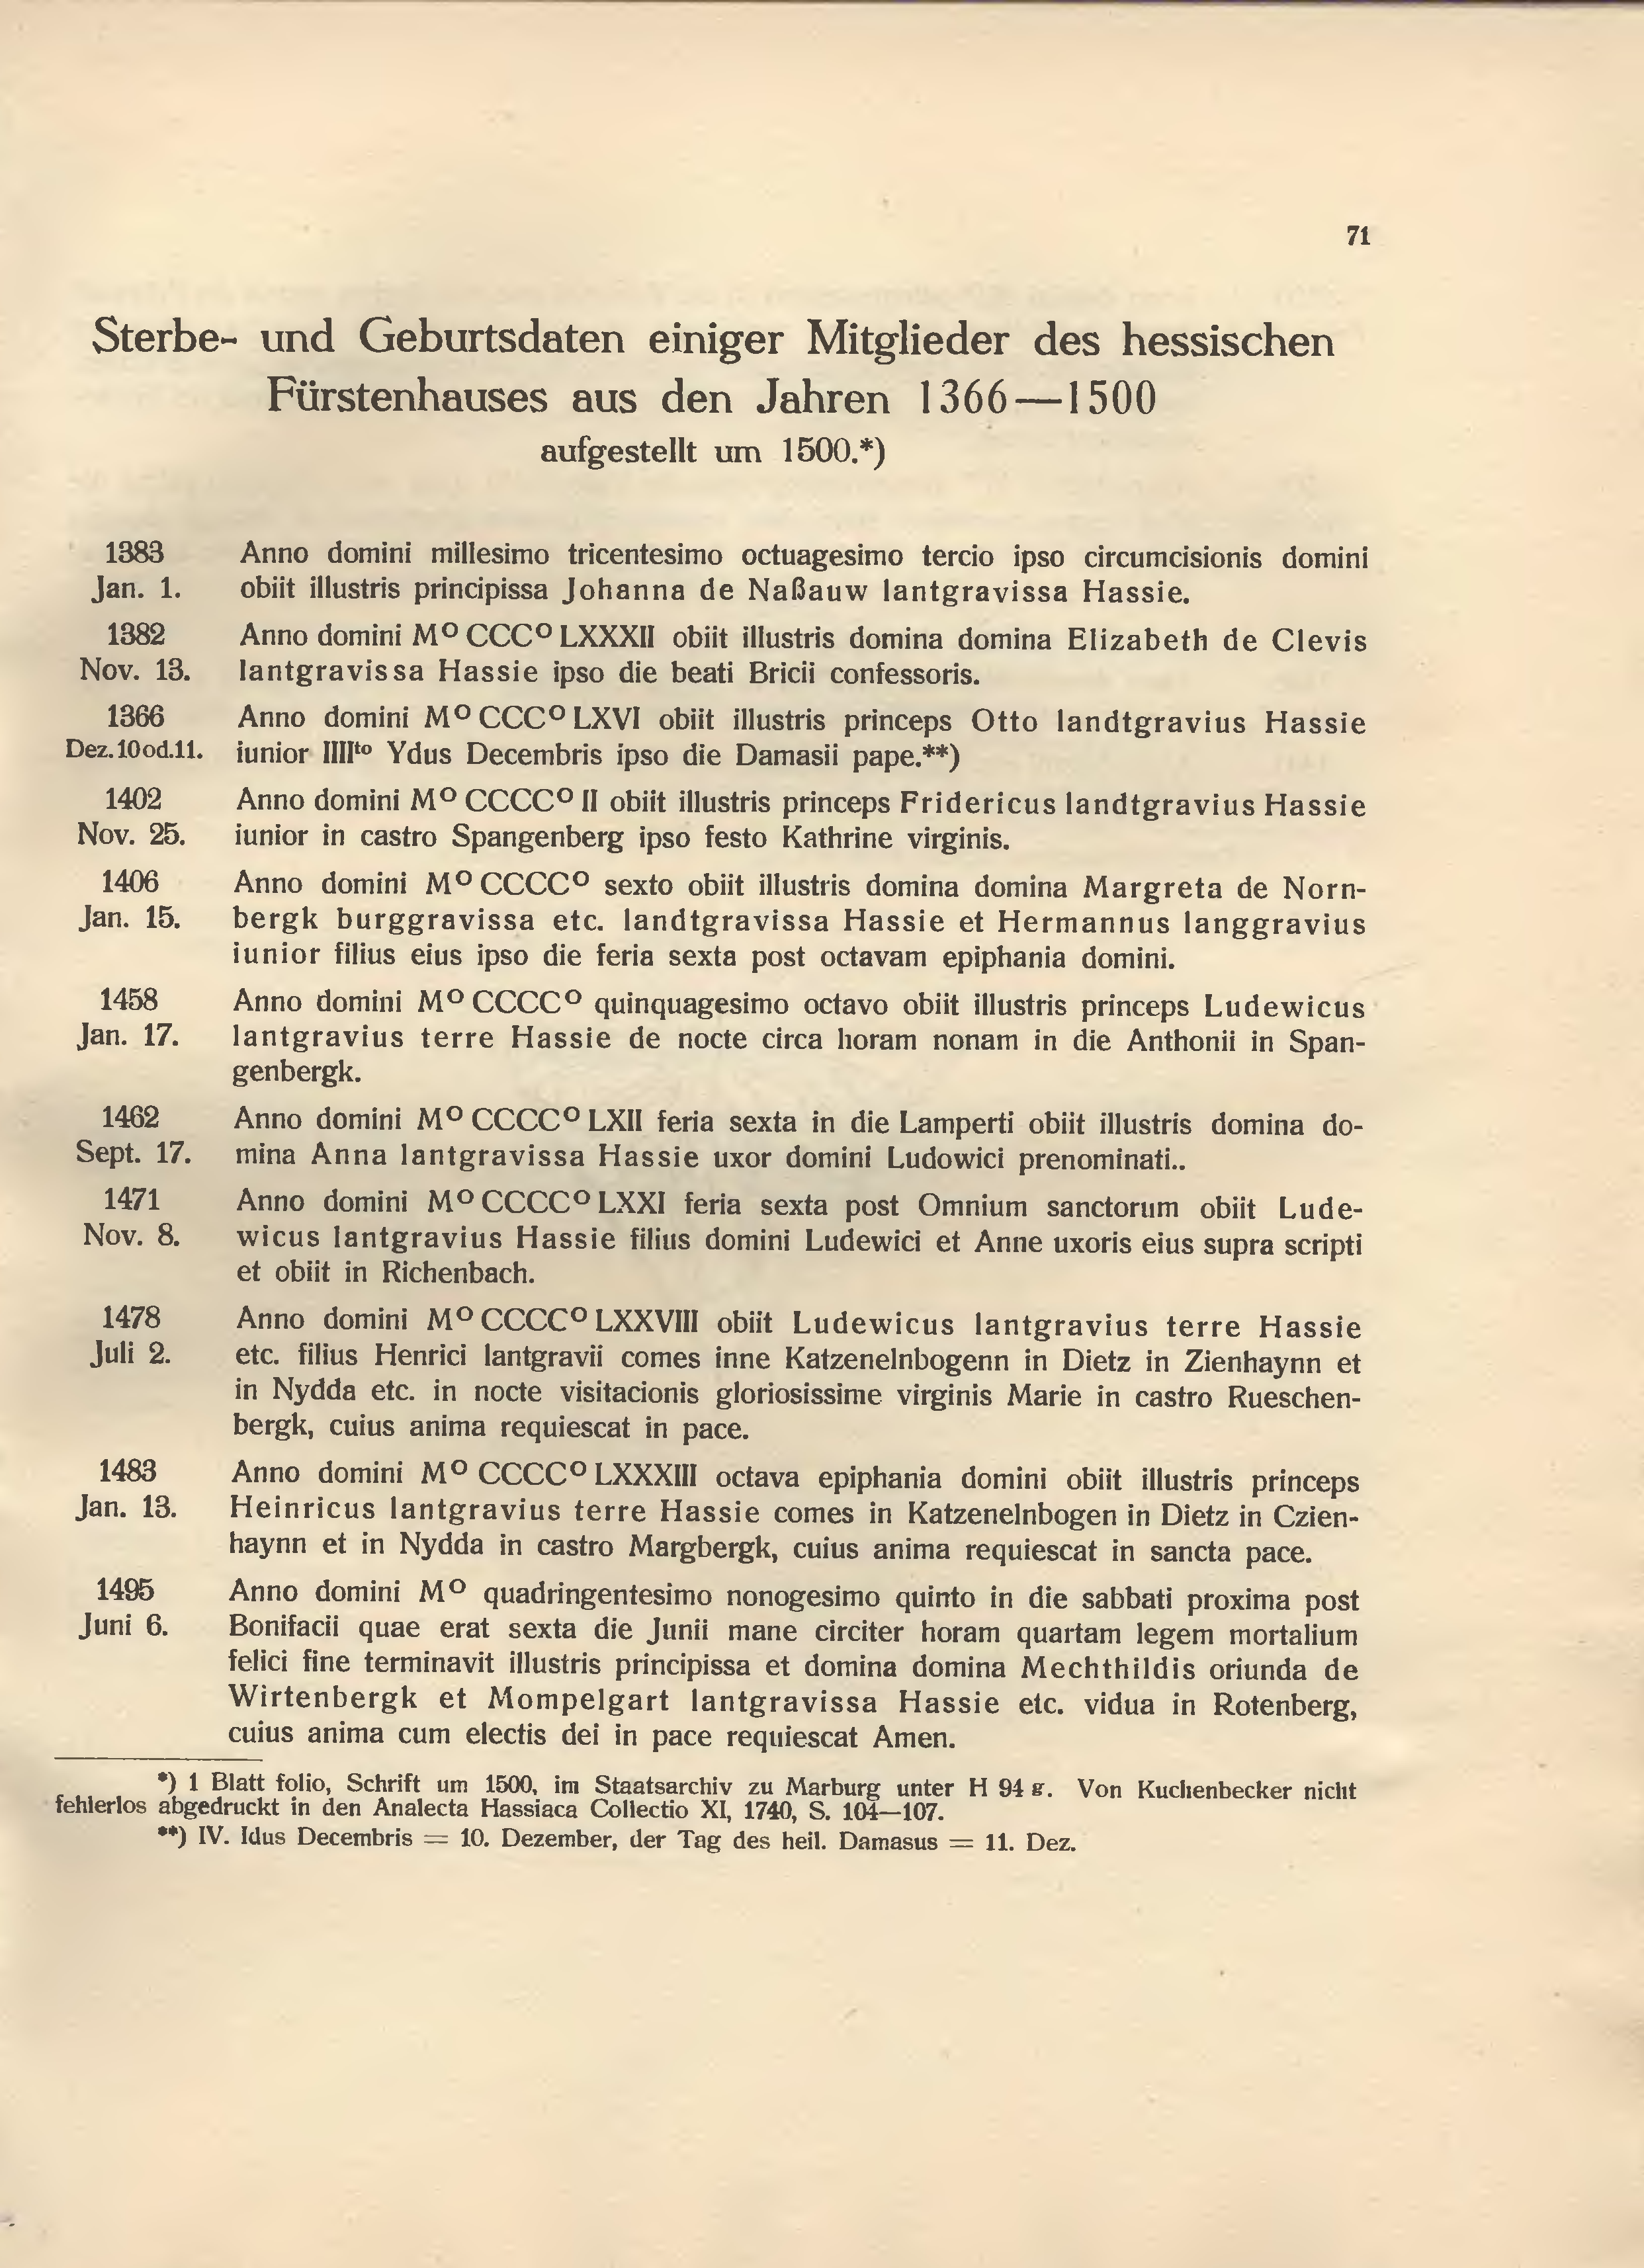 71
Sterbe- und Geburtsdaten einiger Mitglieder des hessischen
Fürstenhauses aus den Jahren 1366—1500
aufgestellt um 1500.*)
1383 Anno domini millesimo tricentesimo octuagesimo tercio ipso circumcisionis domini
Jan. 1. obiit illustris principissa Johanna de Naßauw lantgravissa Hassie.
1382 Anno domini Mᴼ CCCᴼ LXXXII obiit illustris domina domina Elizabeth de Clevis
Nov. 13. lantgravissa Hassie ipso die beati Bricii confessoris.
1366 Anno domini Mᴼ CCCᴼ LXVI obiit illustris princeps Otto landtgravius Hassie
Dez. 10 od. 11. iunior IIIIᵗᵒ Ydus Decembris ipso die Damasii pape.**)
1402 Anno domini Mᴼ CCCCᴼ II obiit illustris princeps Fridericus landtgravius Hassie
Nov. 25. iunior in castro Spangenberg ipso festo Kathrine virginis.
1406 Anno domini Mᴼ CCCCᴼ sexto obiit illustris domina domina Margreta de Norn-
Jan. 15. bergk burggravissa etc. landtgravissa Hassie et Hermannus langgravius
iunior filius eius ipso die feria sexta post octavam epiphania domini.
1458 Anno domini Mᴼ CCCCᴼ quinquagesimo octavo obiit illustris princeps Ludewicus
Jan. 17. lantgravius terre Hassie de nocte circa horam nonam in die Anthonii in Span-
genbergk.
1462 Anno domini Mᴼ CCCCᴼ LXII feria sexta in die Lamperti obiit illustris domina do-
Sept. 17. mina Anna lantgravissa Hassie uxor domini Ludowici prenominati..
1471 Anno domini Mᴼ CCCCᴼ LXXI feria sexta post Omnium sanctorum obiit Lude-
Nov. 8. wicus lantgravius Hassie filius domini Ludewici et Anne uxoris eius supra scripti
et obiit in Richenbach.
1478 Anno domini Mᴼ CCCCᴼ LXXVIII obiit Ludewicus lantgravius terre Hassie
Juli 2. etc. filius Henrici lantgravii comes inne Katzenelnbogenn in Dietz in Zienhaynn et
in Nydda etc. in nocte visitacionis gloriosissime virginis Marie in castro Rueschen-
bergk, cuius anima requiescat in pace.
1483 Anno domini Mᴼ CCCCᴼ LXXXIII octava epiphania domini obiit illustris princeps
Jan. 13. Heinricus lantgravius terre Hassie comes in Katzenelnbogen in Dietz in Czien-
haynn et in Nydda in castro Margbergk, cuius anima requiescat in sancta pace.
1495 Anno domini Mᴼ quadringentesimo nonogesimo quinto in die sabbati proxima post
Juni 6. Bonifacii quae erat sexta die Junii mane circiter horam quartam legem mortalium
felici fine terminavit illustris principissa et domina domina Mechthildis oriunda de
Wirtenbergk et Mompelgart lantgravissa Hassie etc. vidua in Rotenberg,
cuius anima cum electis dei in pace requiescat Amen.
*) 1 Blatt folio, Schrift um 1500, im Staatsarchiv zu Marburg unter H 94 g. Von Kuchenbecker nicht
fehlerlos abgedruckt in den Analecta Hassiaca Collectio XI, 1740, S. 104—107.
**) IV. Idus Decembris = 10. Dezember, der Tag des heil. Damasus = 11. Dez.